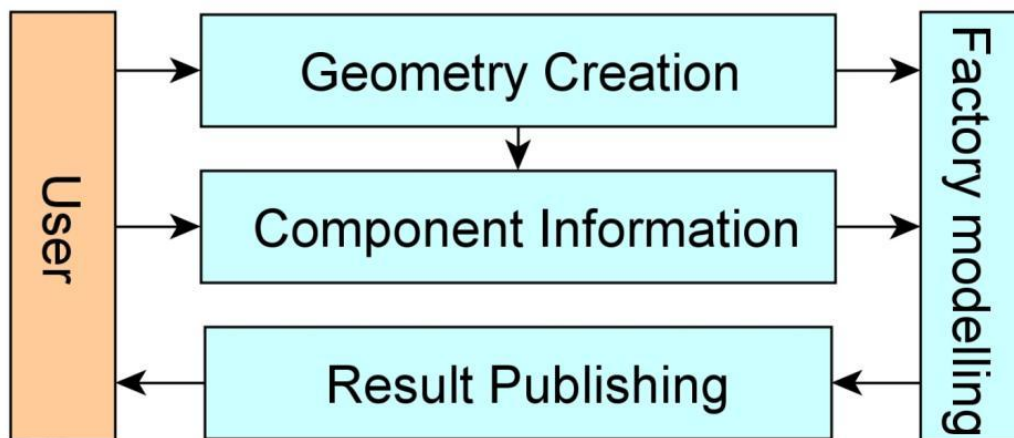 User
Geometry Creation
Component Information
Result Publishing
Factory modelling